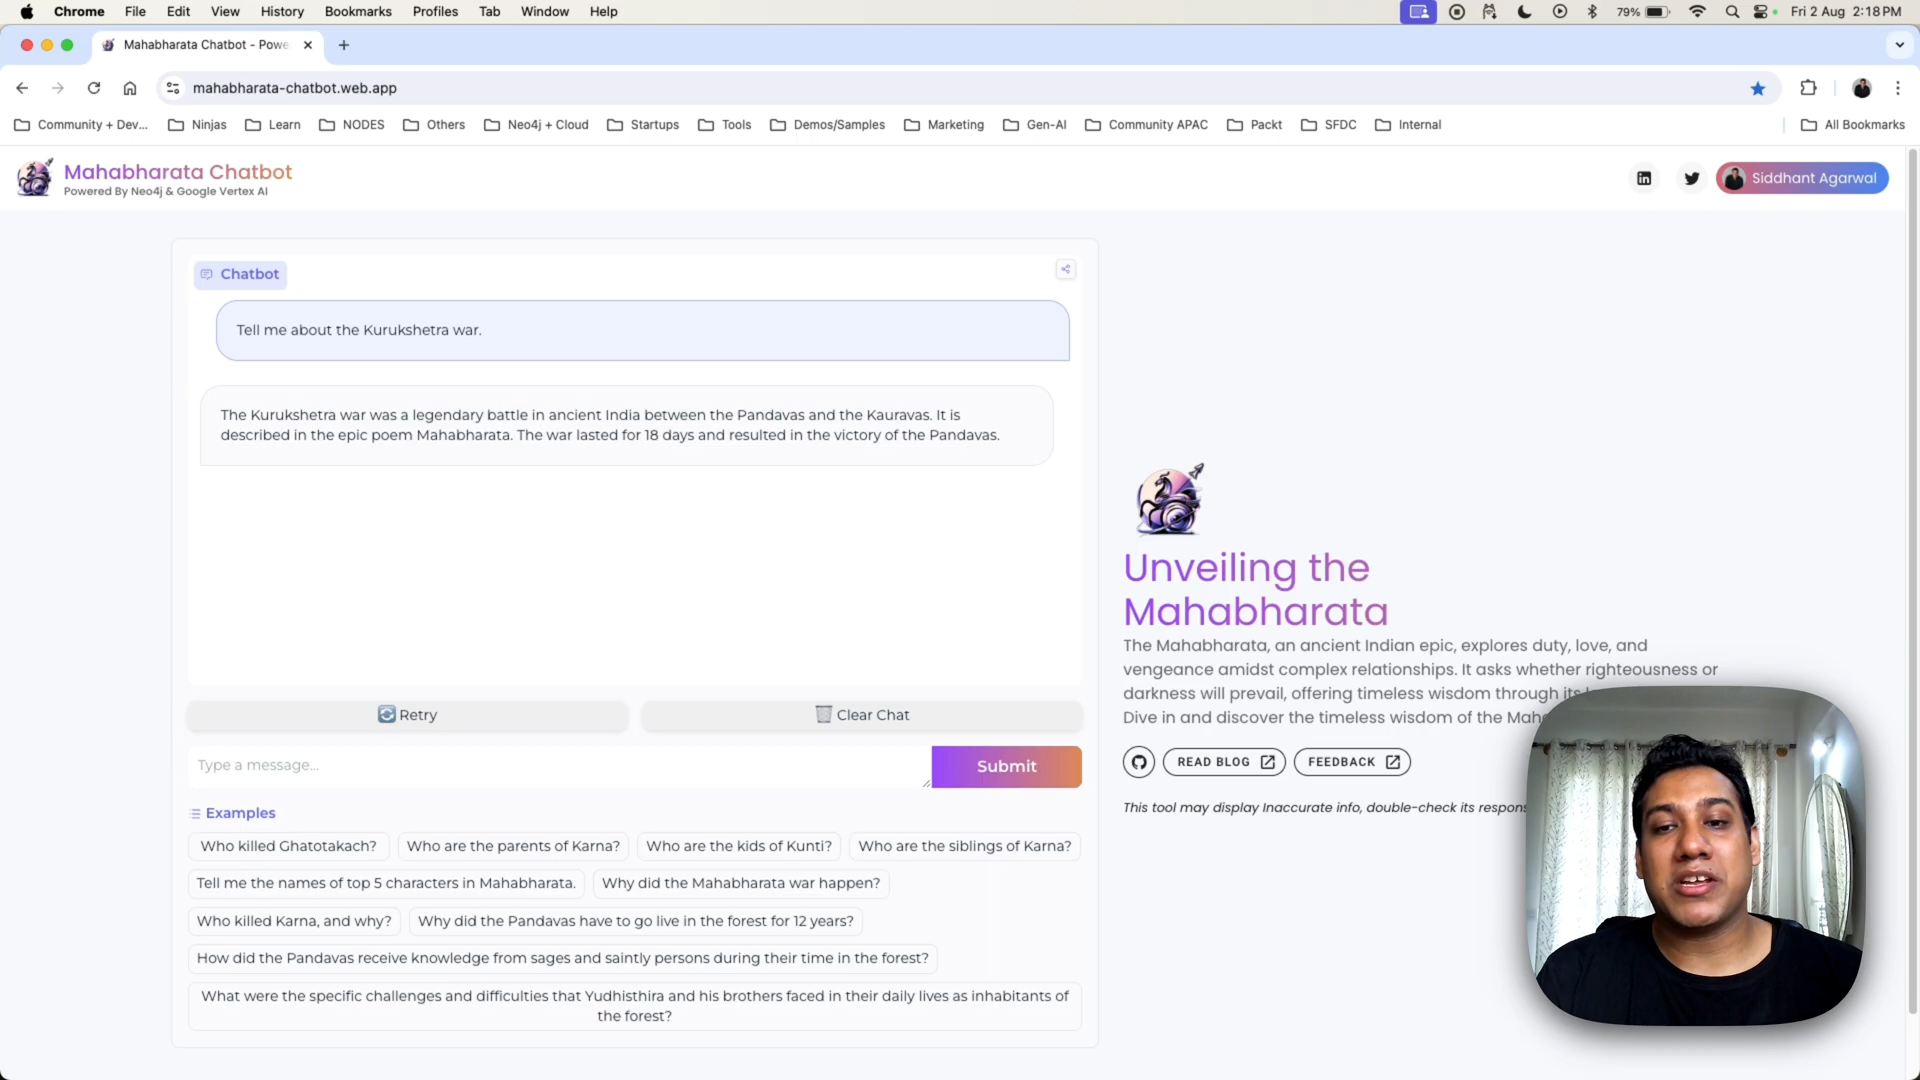 Chrome File Edit View History Bookmarks Profiles Tab Window Help 79% Fri 2 Aug 2:18 PM
Mahabharata Chatbot - Powe
mahabharata-chatbot.web.app
Community + Dev... Ninjas Learn NODES Others Neo4j + Cloud Startups Tools Demos/Samples Marketing Gen-AI Community APAC Packt SFDC Internal All Bookmarks
Mahabharata Chatbot
Powered By Neo4j & Google Vertex AI
Siddhant Agarwal
Chatbot
Tell me about the Kurukshetra war.
The Kurukshetra war was a legendary battle in ancient India between the Pandavas and the Kauravas. It is
described in the epic poem Mahabharata. The war lasted for 18 days and resulted in the victory of the Pandavas.
Retry Clear Chat
Type a message...
Submit
Examples
Who killed Ghatotakach? Who are the parents of Karna? Who are the kids of Kunti? Who are the siblings of Karna?
Tell me the names of top 5 characters in Mahabharata. Why did the Mahabharata war happen?
Who killed Karna, and why? Why did the Pandavas have to go live in the forest for 12 years?
How did the Pandavas receive knowledge from sages and saintly persons during their time in the forest?
What were the specific challenges and difficulties that Yudhisthira and his brothers faced in their daily lives as inhabitants of
the forest?
Unveiling the
Mahabharata
The Mahabharata, an ancient Indian epic, explores duty, love, and
vengeance amidst complex relationships. It asks whether righteousness or
darkness will prevail, offering timeless wisdom through its
Dive in and discover the timeless wisdom of the Mah
READ BLOG FEEDBACK
This tool may display Inaccurate info, double-check its respons